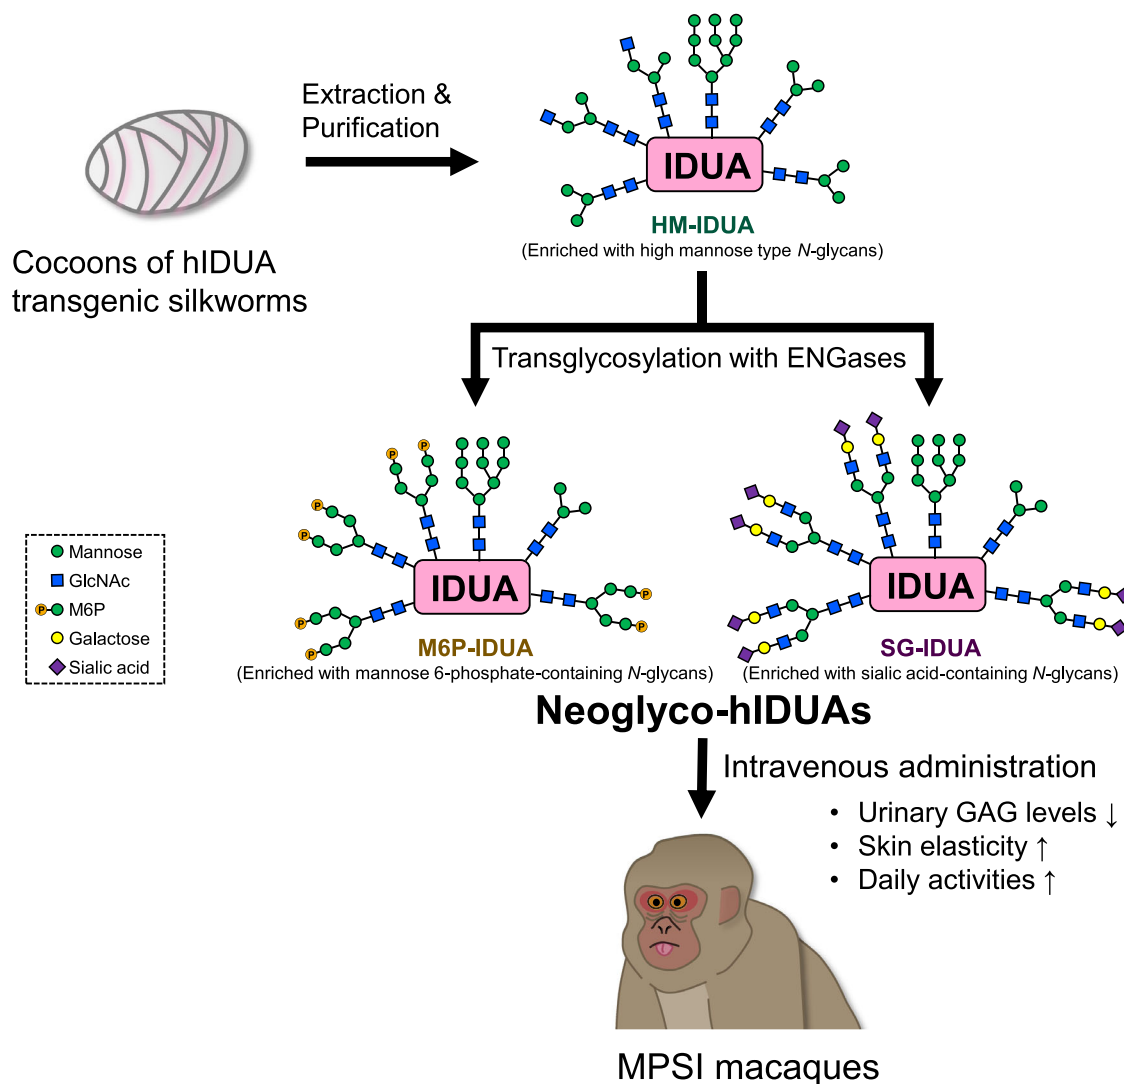 Extraction &
Purification
IDUA
HM-IDUA
(Enriched with high mannose type N-glycans)
Cocoons of hIDUA
transgenic silkworms
Transglycosylation with ENGases
P
P
P
P
P
P
P
P
IDUA
M6P-IDUA
(Enriched with mannose 6-phosphate-containing N-glycans)
IDUA
SG-IDUA
(Enriched with sialic acid-containing N-glycans)
Mannose
GlcNAc
P
M6P
Galactose
Sialic acid
Neoglyco-hIDUAs
Intravenous administration
• Urinary GAG levels ↓
• Skin elasticity ↑
• Daily activities ↑
MPSI macaques